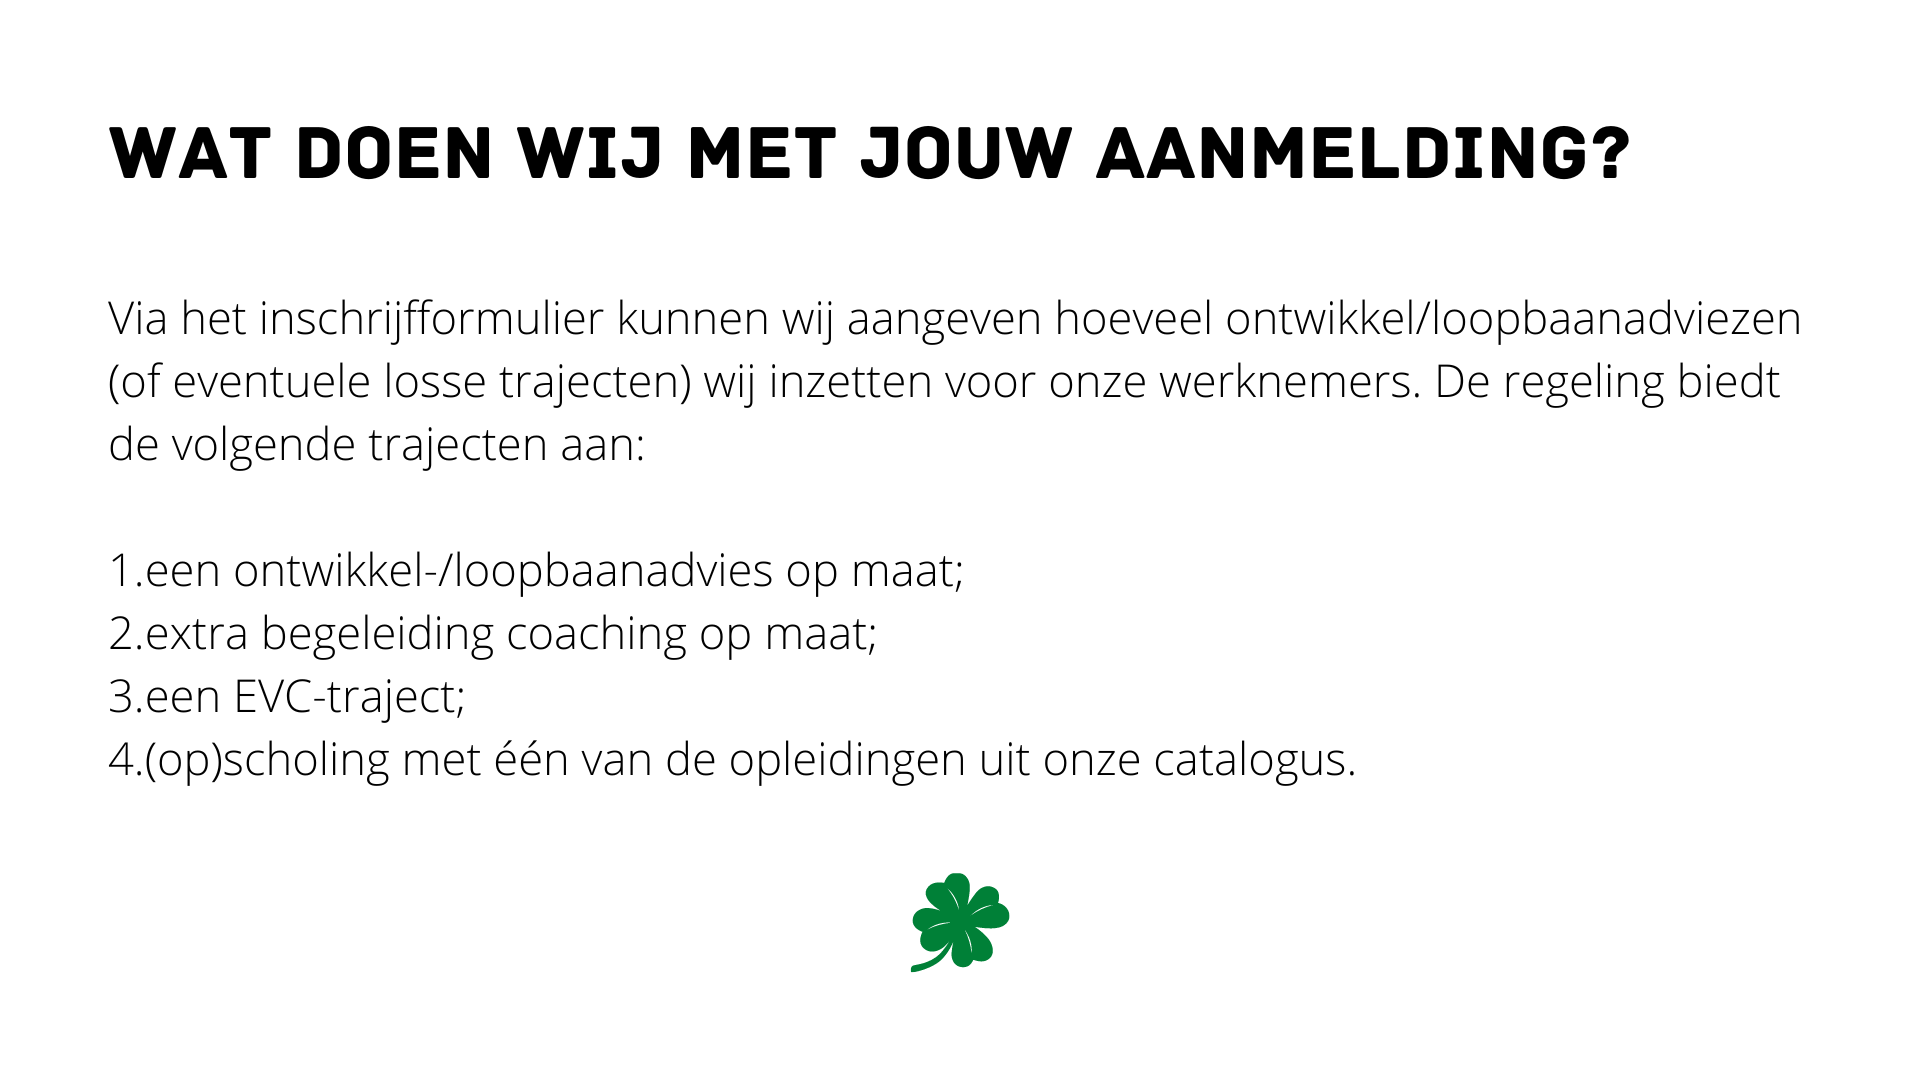 WAT DOEN WIJ MET JOUW AANMELDING?
Via het inschrijfformulier kunnen wij aangeven hoeveel ontwikkel/loopbaanadviezen
(of eventuele losse trajecten) wij inzetten voor onze werknemers. De regeling biedt
de volgende trajecten aan:
1.een ontwikkel-/loopbaanadvies op maat;
2.extra begeleiding coaching op maat;
3.een EVC-traject;
4.(op)scholing met één van de opleidingen uit onze catalogus.